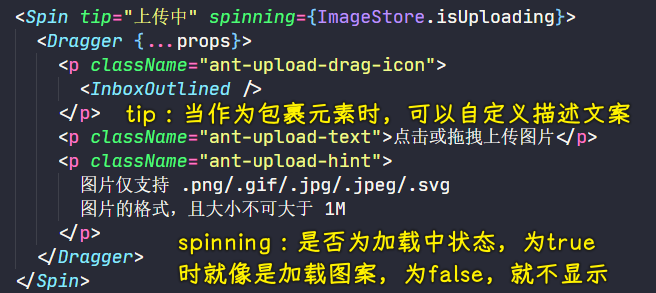 <Spin tip="上传中" spinning={ImageStore.isUploading}>
<Dragger {...props}>
<p className="ant-upload-drag-icon">
<InboxOutlined />
</p> tip：当作为包裹元素时，可以自定义描述文案
<p className="ant-upload-text">点击或拖拽上传图片</p>
<p className="ant-upload-hint">
图片仅支持 .png/.gif/.jpg/.jpeg/.svg
图片的格式，且大小不可大于 1M
</p>
spinning：是否为加载中状态，为true
</Dragger>
时就像是加载图案，为false，就不显示
</Spin>